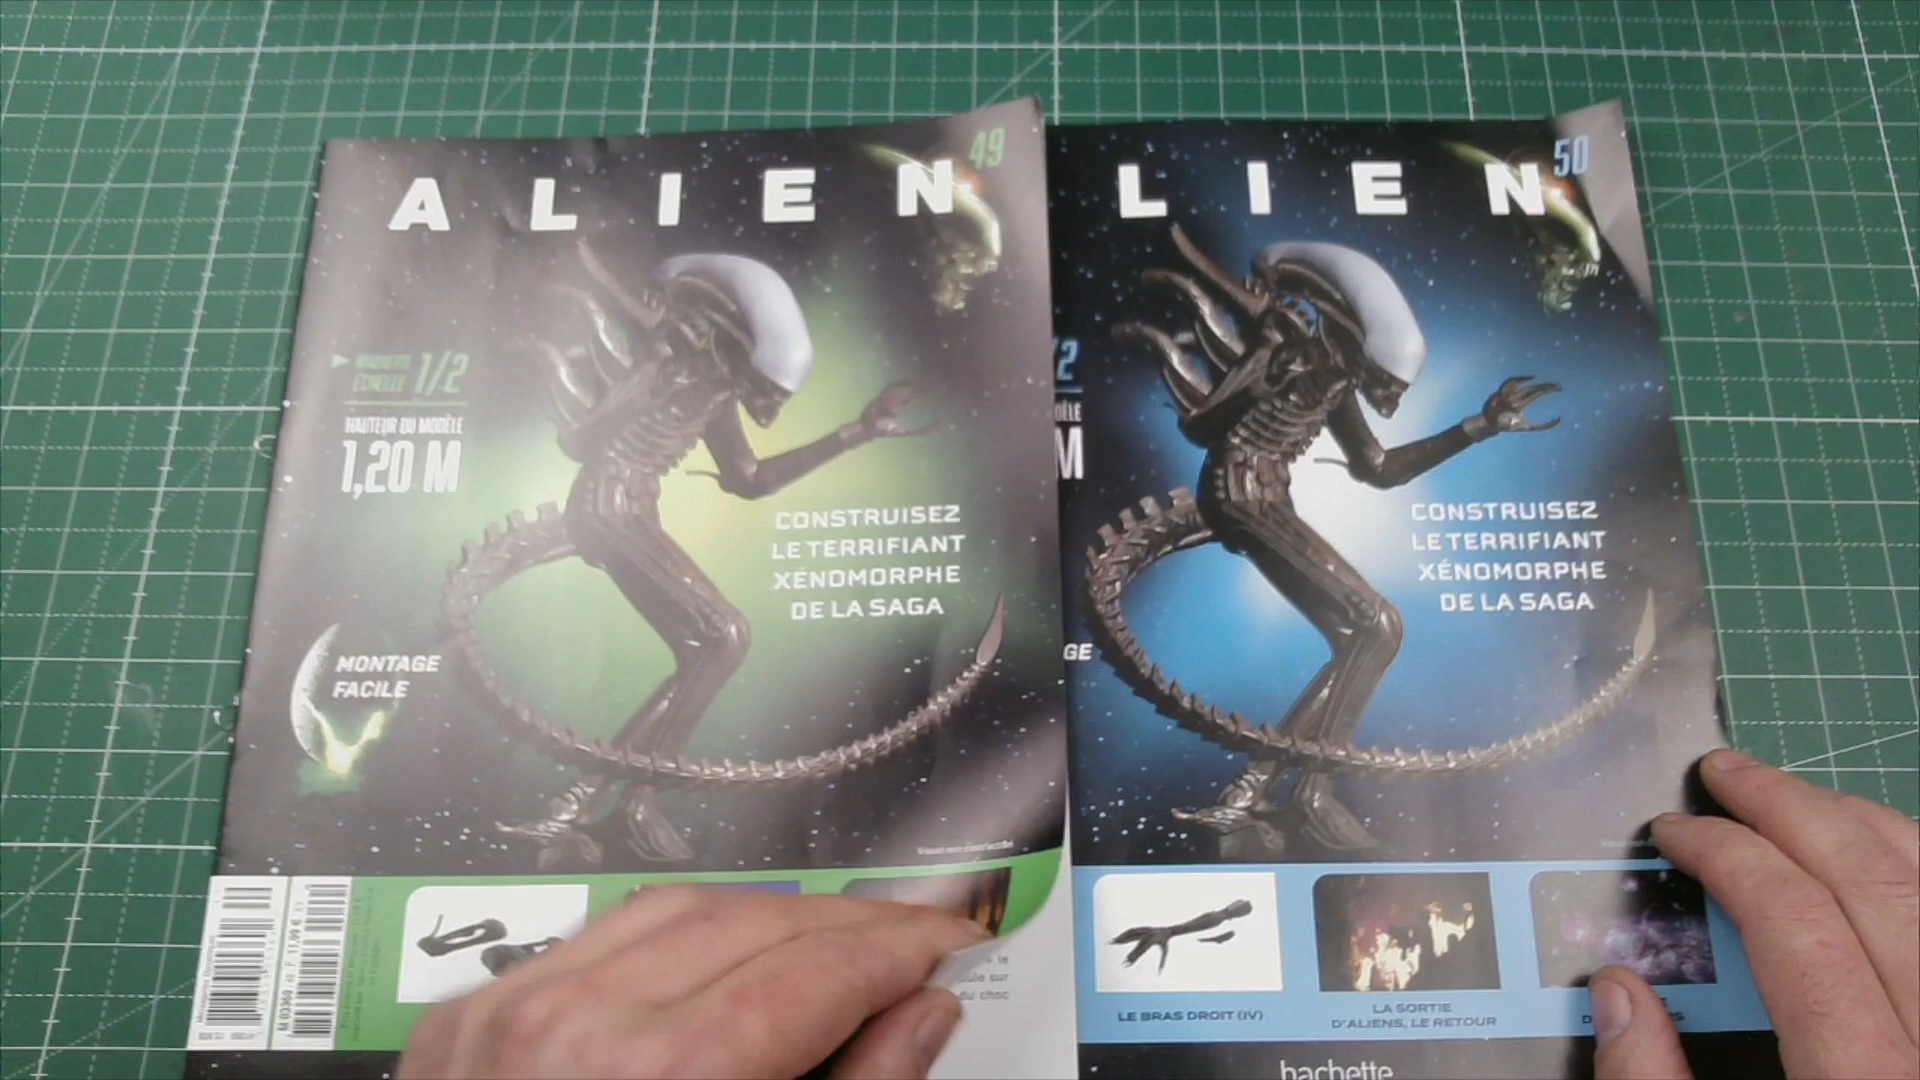 49
ALIEN
MAQUETTE
ÉCHELLE 1/2
HAUTEUR DU MODÈLE
1,20 M
CONSTRUISEZ
LE TERRIFIANT
XÉNOMORPHE
DE LA SAGA
MONTAGE
FACILE
50
LIEN
/2
M
CONSTRUISEZ
LE TERRIFIANT
XÉNOMORPHE
DE LA SAGA
GE
LE BRAS DROIT (IV)
LA SORTIE
D'ALIENS, LE RETOUR
hachette